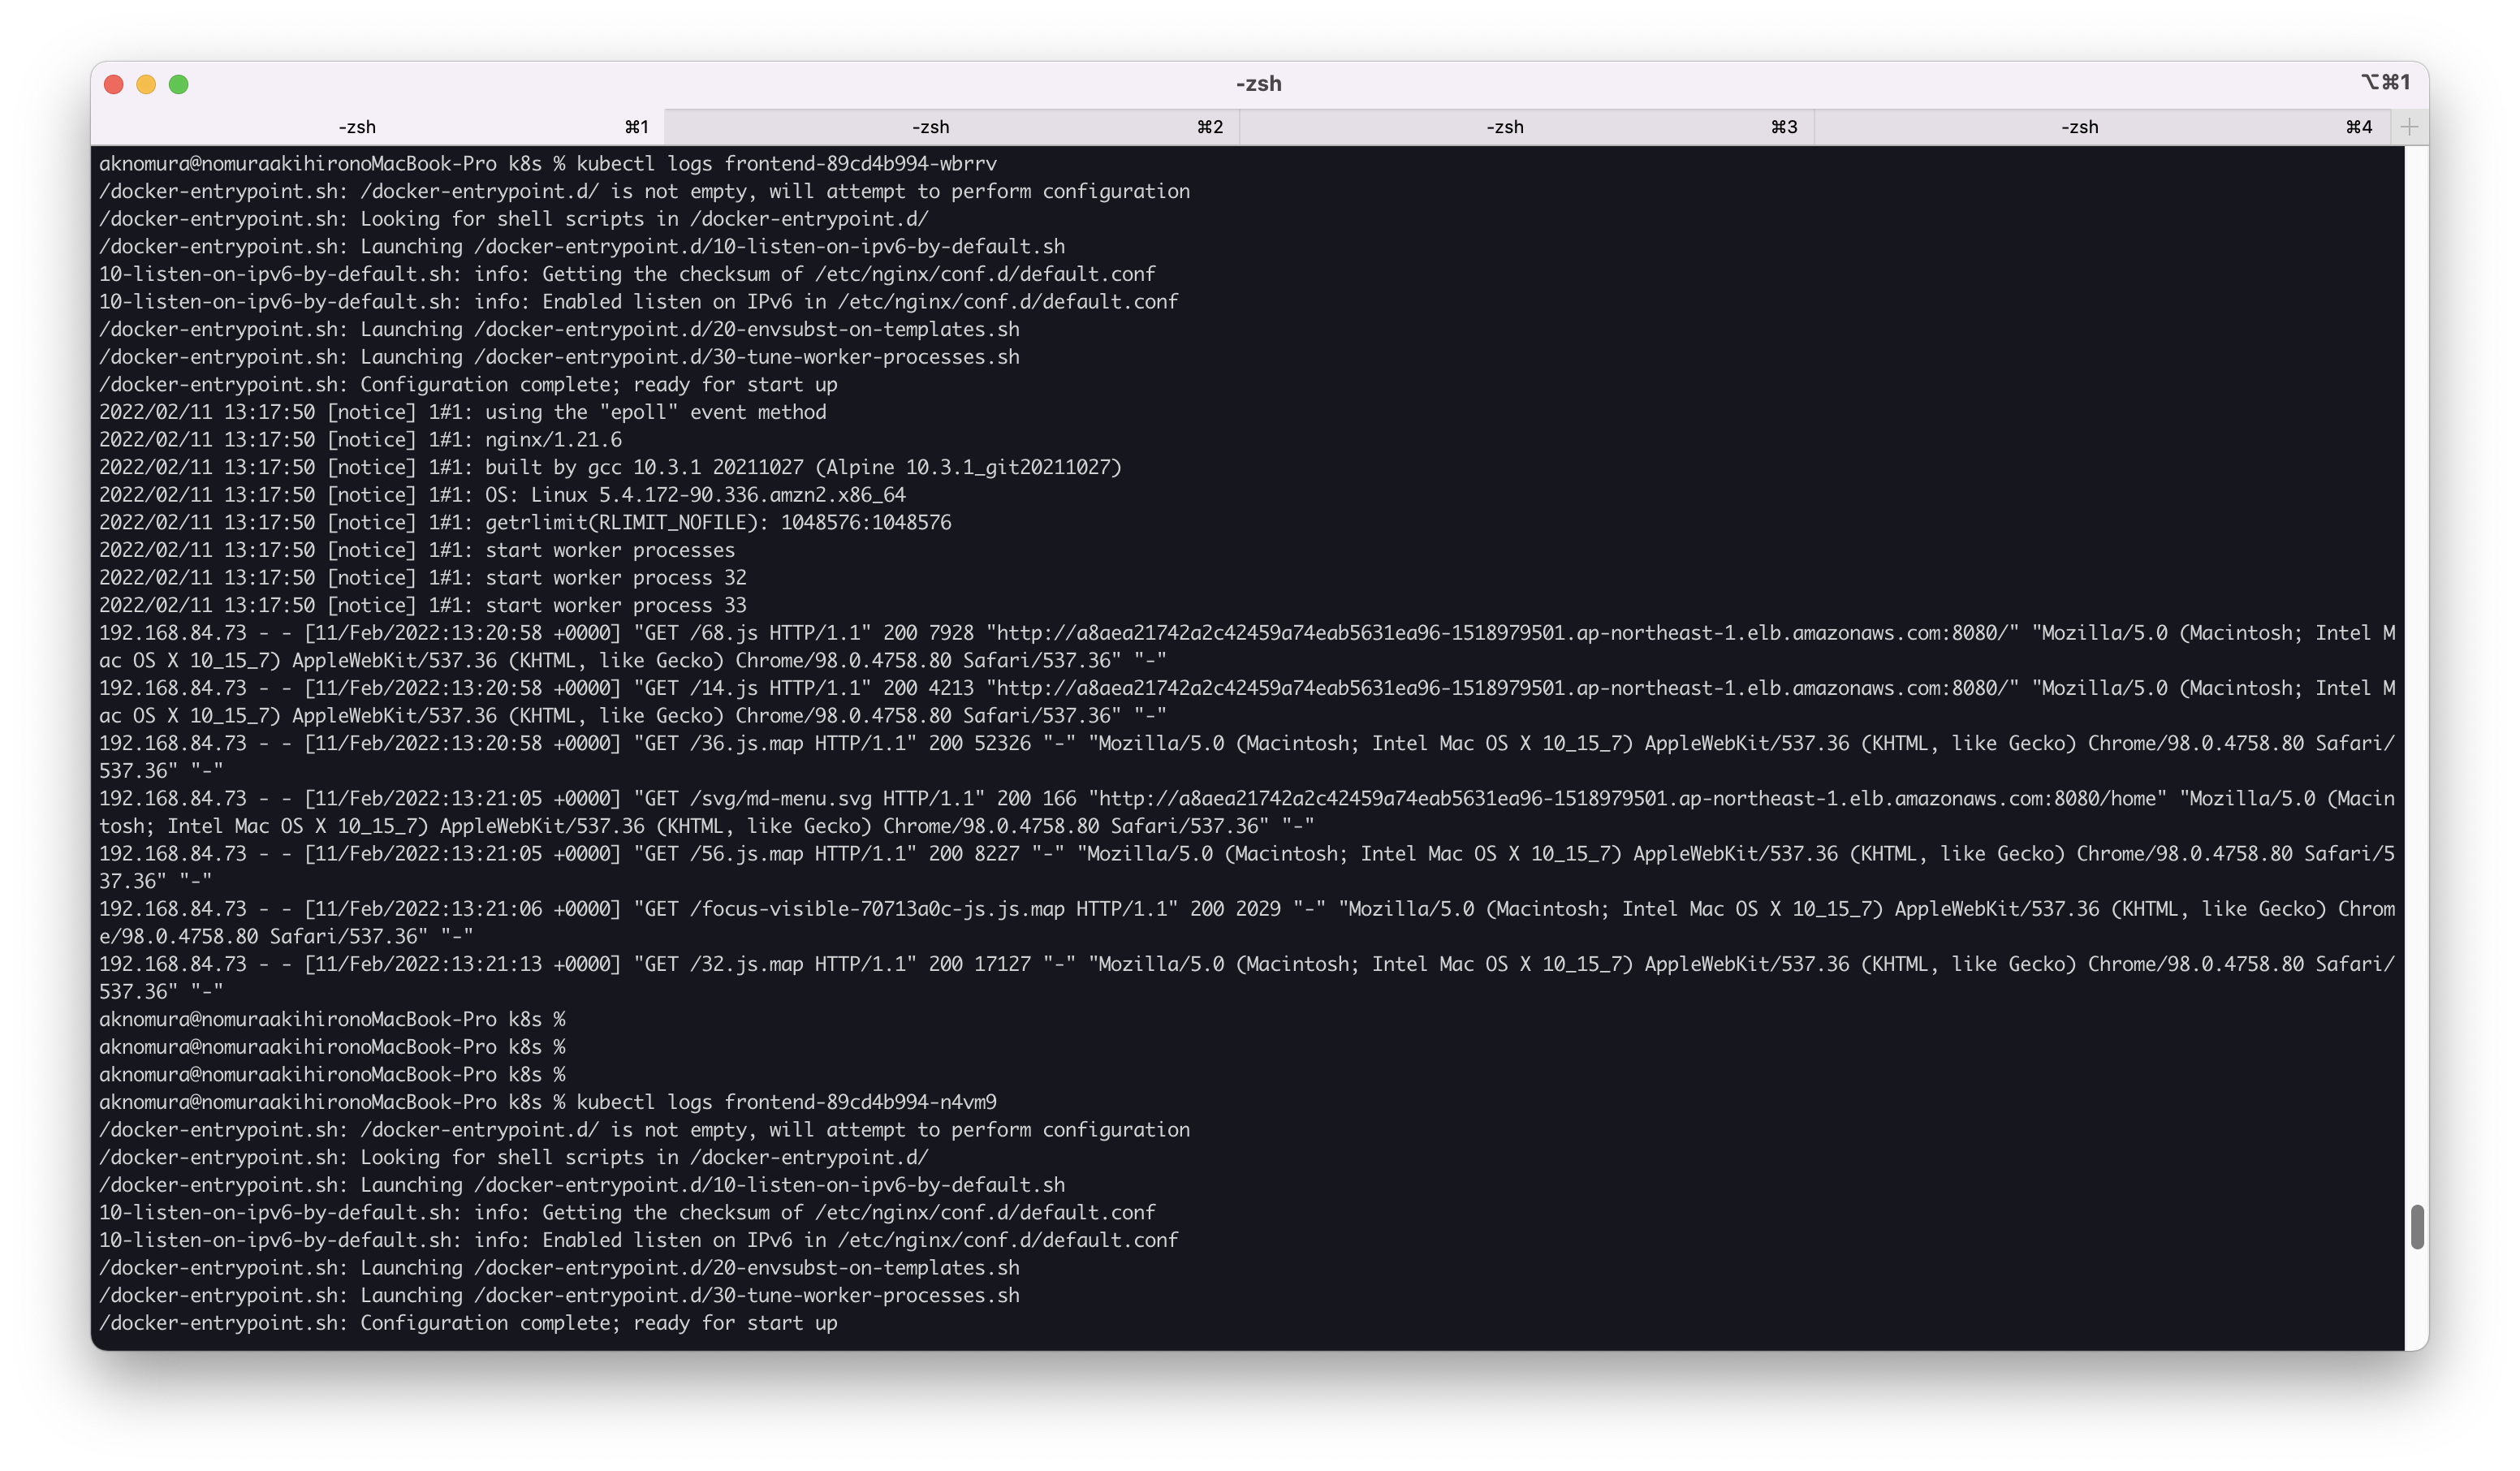 -zsh
⌥⌘1
-zsh ⌘1 -zsh ⌘2 -zsh ⌘3 -zsh ⌘4 +
aknomura@nomuraakihironoMacBook-Pro k8s % kubectl logs frontend-89cd4b994-wbrrv
/docker-entrypoint.sh: /docker-entrypoint.d/ is not empty, will attempt to perform configuration
/docker-entrypoint.sh: Looking for shell scripts in /docker-entrypoint.d/
/docker-entrypoint.sh: Launching /docker-entrypoint.d/10-listen-on-ipv6-by-default.sh
10-listen-on-ipv6-by-default.sh: info: Getting the checksum of /etc/nginx/conf.d/default.conf
10-listen-on-ipv6-by-default.sh: info: Enabled listen on IPv6 in /etc/nginx/conf.d/default.conf
/docker-entrypoint.sh: Launching /docker-entrypoint.d/20-envsubst-on-templates.sh
/docker-entrypoint.sh: Launching /docker-entrypoint.d/30-tune-worker-processes.sh
/docker-entrypoint.sh: Configuration complete; ready for start up
2022/02/11 13:17:50 [notice] 1#1: using the "epoll" event method
2022/02/11 13:17:50 [notice] 1#1: nginx/1.21.6
2022/02/11 13:17:50 [notice] 1#1: built by gcc 10.3.1 20211027 (Alpine 10.3.1_git20211027)
2022/02/11 13:17:50 [notice] 1#1: OS: Linux 5.4.172-90.336.amzn2.x86_64
2022/02/11 13:17:50 [notice] 1#1: getrlimit(RLIMIT_NOFILE): 1048576:1048576
2022/02/11 13:17:50 [notice] 1#1: start worker processes
2022/02/11 13:17:50 [notice] 1#1: start worker process 32
2022/02/11 13:17:50 [notice] 1#1: start worker process 33
192.168.84.73 - - [11/Feb/2022:13:20:58 +0000] "GET /68.js HTTP/1.1" 200 7928 "http://a8aea21742a2c42459a74eab5631ea96-1518979501.ap-northeast-1.elb.amazonaws.com:8080/" "Mozilla/5.0 (Macintosh; Intel M
ac OS X 10_15_7) AppleWebKit/537.36 (KHTML, like Gecko) Chrome/98.0.4758.80 Safari/537.36" "-"
192.168.84.73 - - [11/Feb/2022:13:20:58 +0000] "GET /14.js HTTP/1.1" 200 4213 "http://a8aea21742a2c42459a74eab5631ea96-1518979501.ap-northeast-1.elb.amazonaws.com:8080/" "Mozilla/5.0 (Macintosh; Intel M
ac OS X 10_15_7) AppleWebKit/537.36 (KHTML, like Gecko) Chrome/98.0.4758.80 Safari/537.36" "-"
192.168.84.73 - - [11/Feb/2022:13:20:58 +0000] "GET /36.js.map HTTP/1.1" 200 52326 "-" "Mozilla/5.0 (Macintosh; Intel Mac OS X 10_15_7) AppleWebKit/537.36 (KHTML, like Gecko) Chrome/98.0.4758.80 Safari/
537.36" "-"
192.168.84.73 - - [11/Feb/2022:13:21:05 +0000] "GET /svg/md-menu.svg HTTP/1.1" 200 166 "http://a8aea21742a2c42459a74eab5631ea96-1518979501.ap-northeast-1.elb.amazonaws.com:8080/home" "Mozilla/5.0 (Macin
tosh; Intel Mac OS X 10_15_7) AppleWebKit/537.36 (KHTML, like Gecko) Chrome/98.0.4758.80 Safari/537.36" "-"
192.168.84.73 - - [11/Feb/2022:13:21:05 +0000] "GET /56.js.map HTTP/1.1" 200 8227 "-" "Mozilla/5.0 (Macintosh; Intel Mac OS X 10_15_7) AppleWebKit/537.36 (KHTML, like Gecko) Chrome/98.0.4758.80 Safari/5
37.36" "-"
192.168.84.73 - - [11/Feb/2022:13:21:06 +0000] "GET /focus-visible-70713a0c-js.js.map HTTP/1.1" 200 2029 "-" "Mozilla/5.0 (Macintosh; Intel Mac OS X 10_15_7) AppleWebKit/537.36 (KHTML, like Gecko) Chrom
e/98.0.4758.80 Safari/537.36" "-"
192.168.84.73 - - [11/Feb/2022:13:21:13 +0000] "GET /32.js.map HTTP/1.1" 200 17127 "-" "Mozilla/5.0 (Macintosh; Intel Mac OS X 10_15_7) AppleWebKit/537.36 (KHTML, like Gecko) Chrome/98.0.4758.80 Safari/
537.36" "-"
aknomura@nomuraakihironoMacBook-Pro k8s %
aknomura@nomuraakihironoMacBook-Pro k8s %
aknomura@nomuraakihironoMacBook-Pro k8s %
aknomura@nomuraakihironoMacBook-Pro k8s % kubectl logs frontend-89cd4b994-n4vm9
/docker-entrypoint.sh: /docker-entrypoint.d/ is not empty, will attempt to perform configuration
/docker-entrypoint.sh: Looking for shell scripts in /docker-entrypoint.d/
/docker-entrypoint.sh: Launching /docker-entrypoint.d/10-listen-on-ipv6-by-default.sh
10-listen-on-ipv6-by-default.sh: info: Getting the checksum of /etc/nginx/conf.d/default.conf
10-listen-on-ipv6-by-default.sh: info: Enabled listen on IPv6 in /etc/nginx/conf.d/default.conf
/docker-entrypoint.sh: Launching /docker-entrypoint.d/20-envsubst-on-templates.sh
/docker-entrypoint.sh: Launching /docker-entrypoint.d/30-tune-worker-processes.sh
/docker-entrypoint.sh: Configuration complete; ready for start up